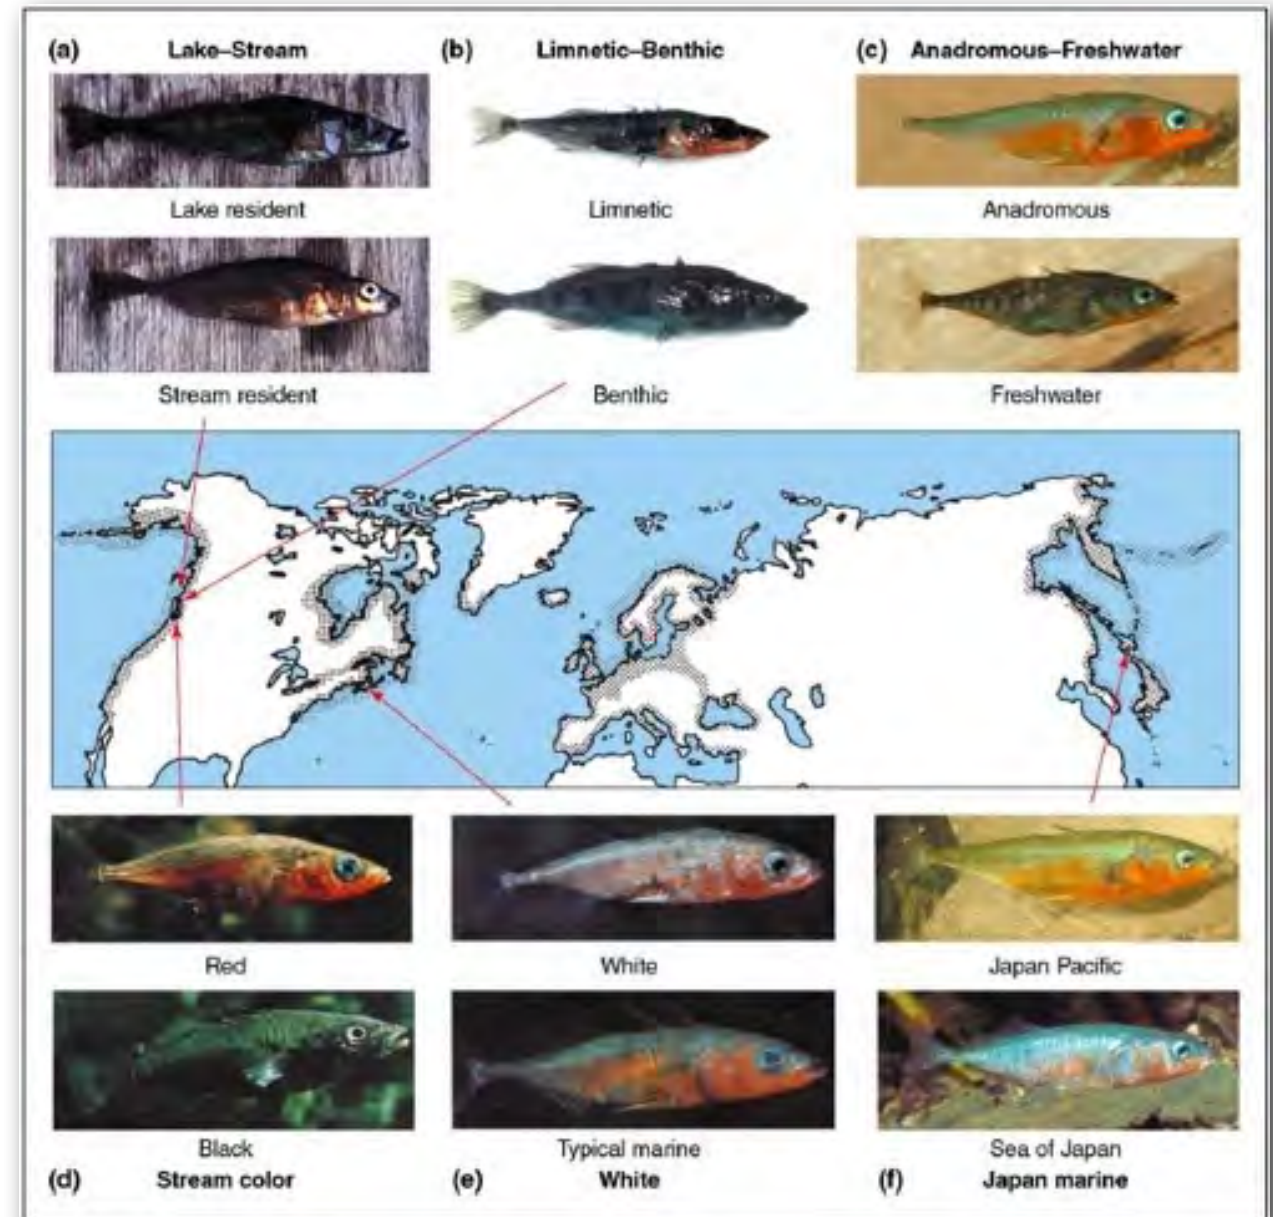 (a) Lake–Stream (b) Limnetic–Benthic (c) Anadromous–Freshwater
Lake resident Limnetic Anadromous
Stream resident Benthic Freshwater
Red White Japan Pacific
Black Typical marine Sea of Japan
(d) Stream color (e) White (f) Japan marine